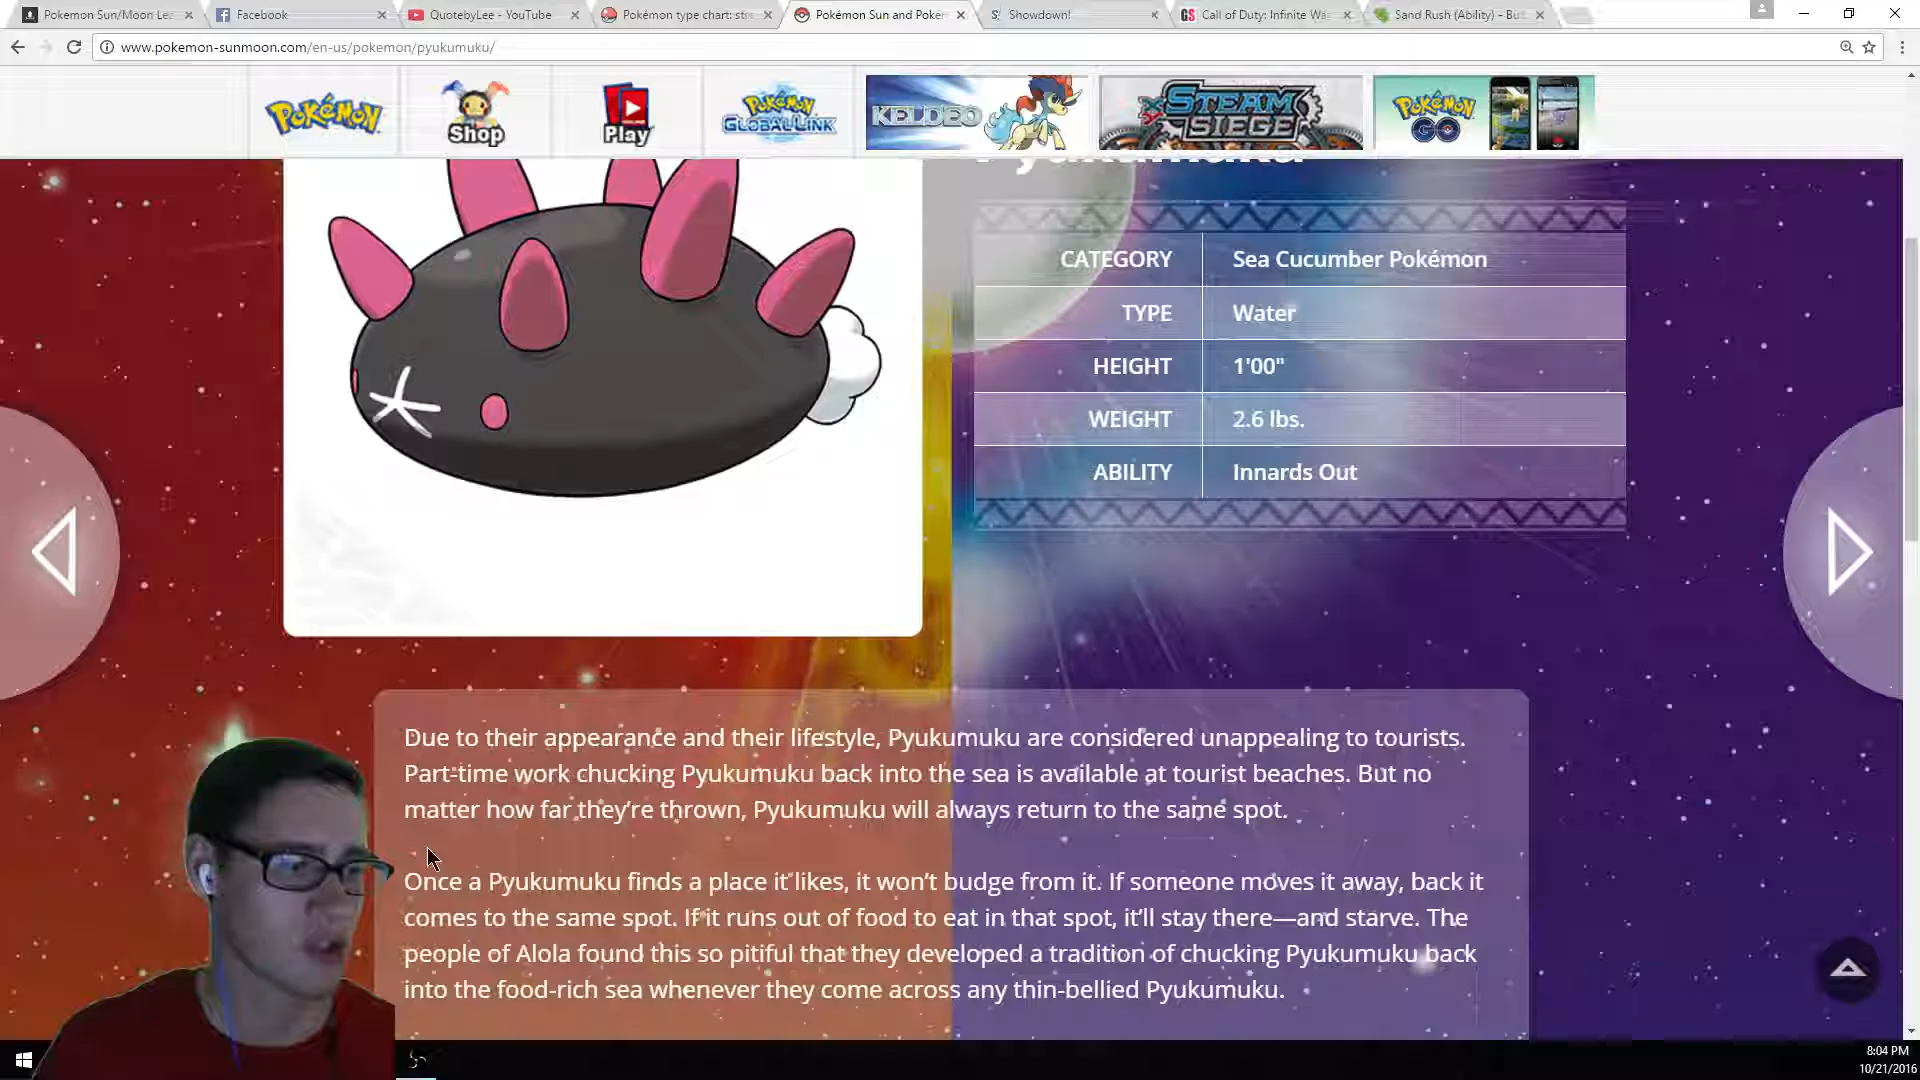 Pokemon Sun/Moon Le
Facebook
QuotebyLee - YouTube
Pokémon type chart: stre
Pokémon Sun and Pokém
Showdown!
Call of Duty: Infinite Wa
Sand Rush (Ability) - Bu
www.pokemon-sunmoon.com/en-us/pokemon/pyukumuku/
Pokémon
Shop
Play
Pokémon GLOBAL LINK
KELDEO
STEAM SIEGE
POKÉMON GO
Pyukumuku
CATEGORY Sea Cucumber Pokémon
TYPE Water
HEIGHT 1'00"
WEIGHT 2.6 lbs.
ABILITY Innards Out
Due to their appearance and their lifestyle, Pyukumuku are considered unappealing to tourists.
Part-time work chucking Pyukumuku back into the sea is available at tourist beaches. But no
matter how far they’re thrown, Pyukumuku will always return to the same spot.
Once a Pyukumuku finds a place it likes, it won’t budge from it. If someone moves it away, back it
comes to the same spot. If it runs out of food to eat in that spot, it’ll stay there—and starve. The
people of Alola found this so pitiful that they developed a tradition of chucking Pyukumuku back
into the food-rich sea whenever they come across any thin-bellied Pyukumuku.
8:04 PM
10/21/2016